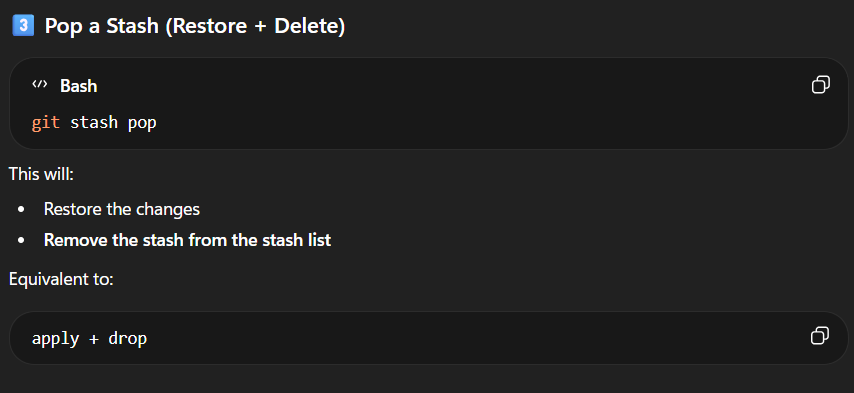 3 Pop a Stash (Restore + Delete)
</> Bash
git stash pop
This will:
• Restore the changes
• Remove the stash from the stash list
Equivalent to:
apply + drop